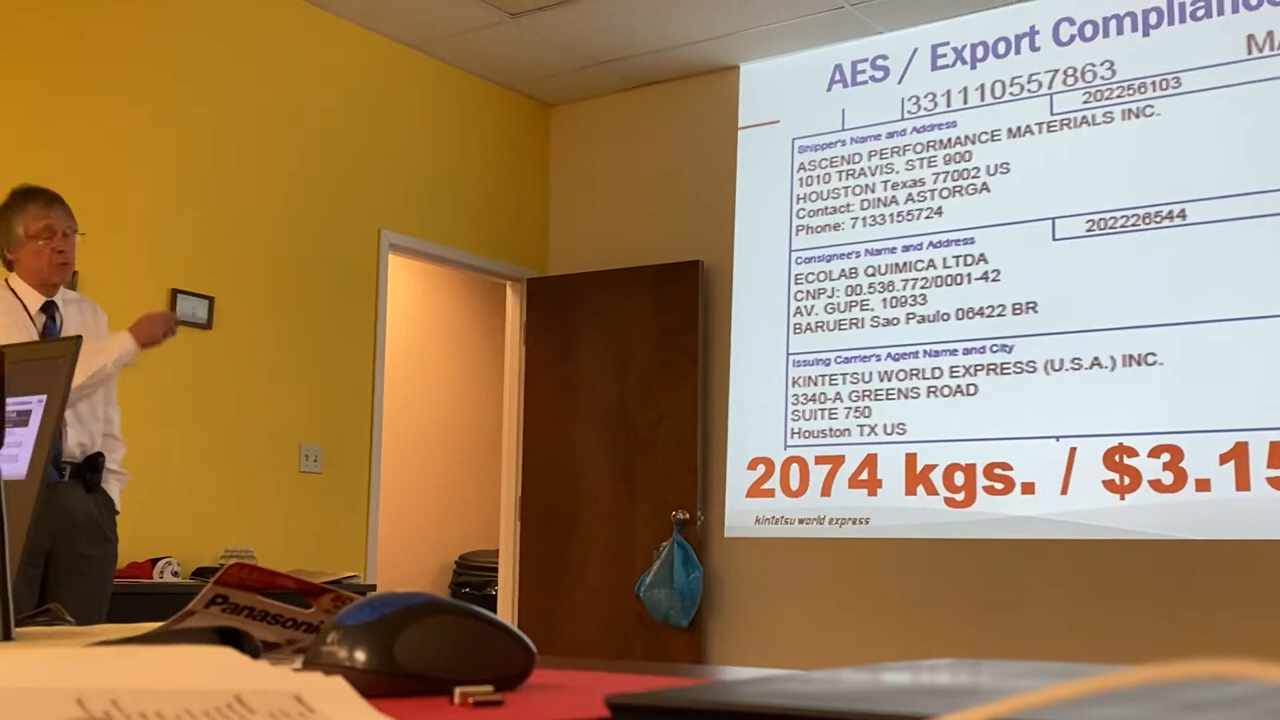 AES / Export Compliance
MA
331110557863
202256103
Shipper's Name and Address
ASCEND PERFORMANCE MATERIALS INC.
1010 TRAVIS, STE 900
HOUSTON Texas 77002 US
Contact: DINA ASTORGA
Phone: 7133155724
202226544
Consignee's Name and Address
ECOLAB QUIMICA LTDA
CNPJ: 00.536.772/0001-42
AV. GUPE, 10933
BARUERI Sao Paulo 06422 BR
Issuing Carrier's Agent Name and City
KINTETSU WORLD EXPRESS (U.S.A.) INC.
3340-A GREENS ROAD
SUITE 750
Houston TX US
2074 kgs. / $3.15
kintetsu world express
Panasoni